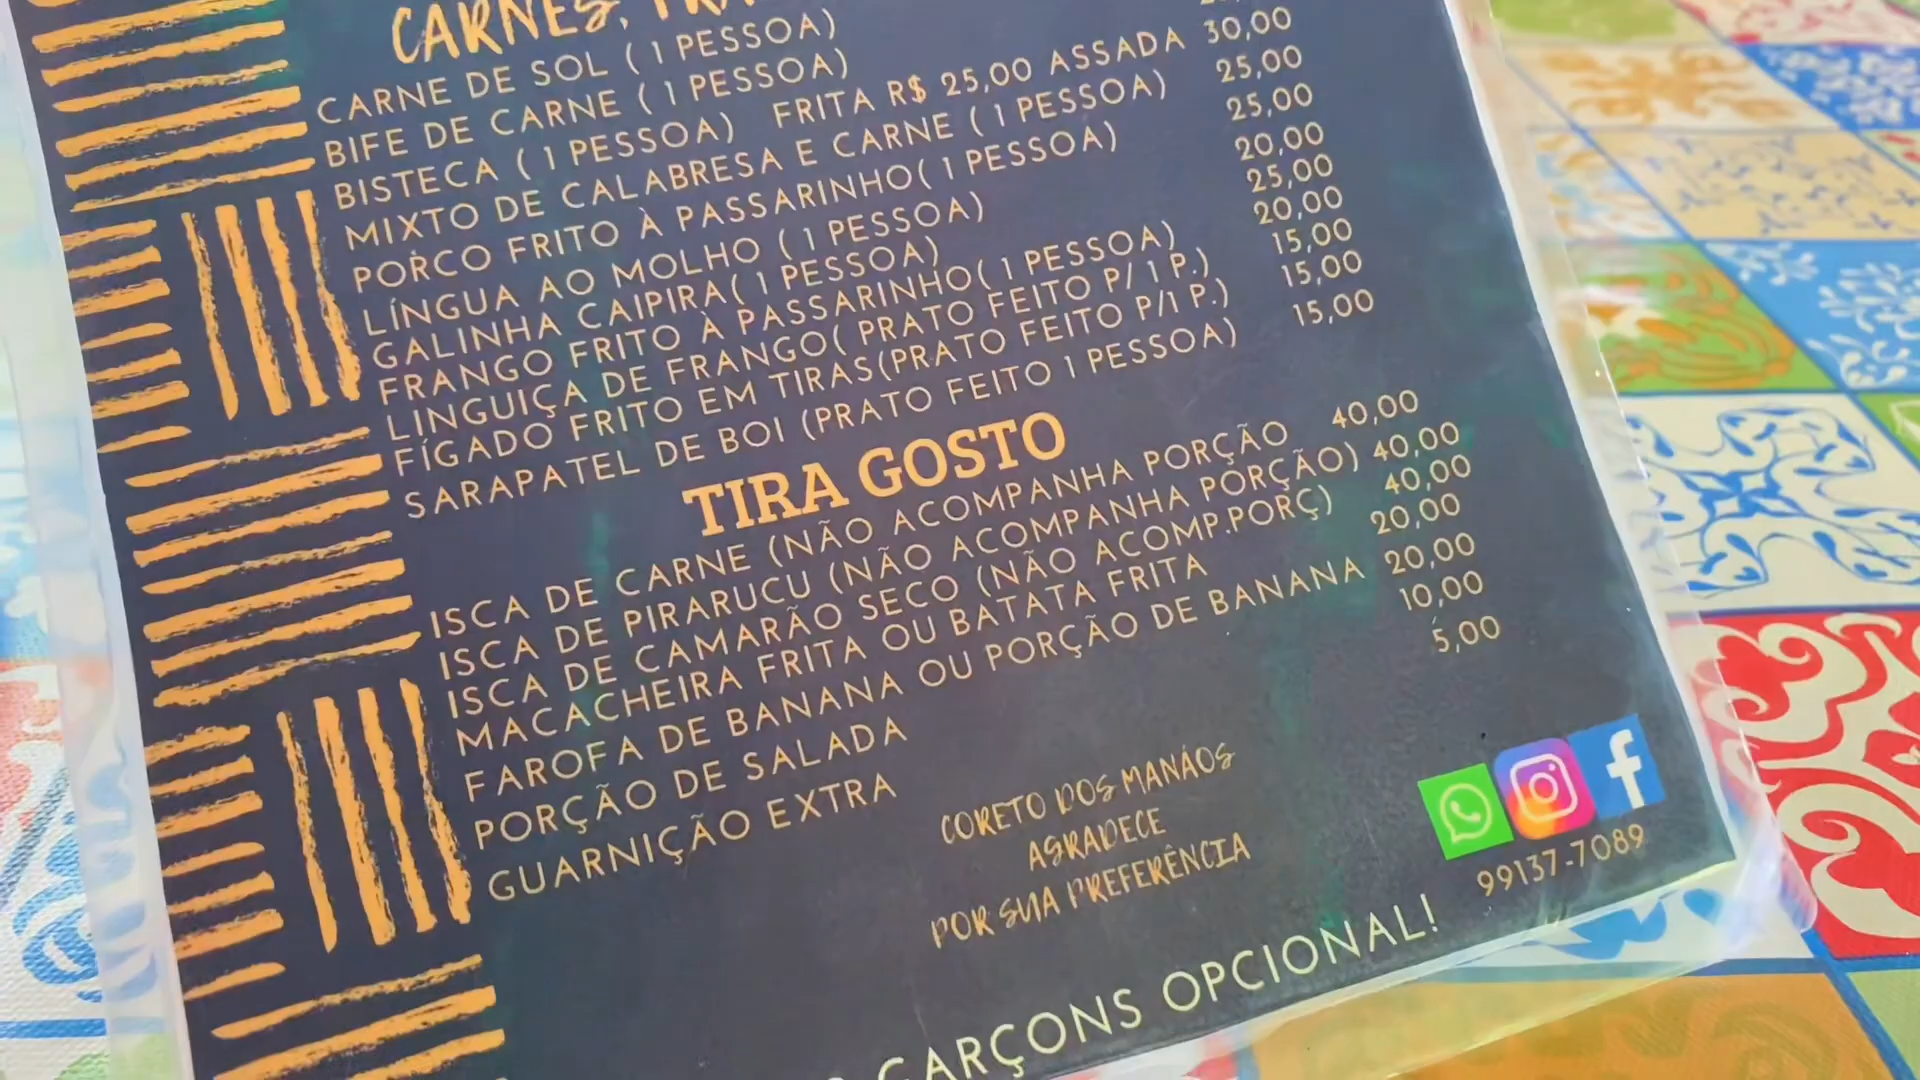 CARNES,
CARNE DE SOL ( 1 PESSOA)
BIFE DE CARNE ( 1 PESSOA)
BISTECA ( 1 PESSOA) FRITA R$ 25,00 ASSADA 30,00
MIXTO DE CALABRESA E CARNE ( 1 PESSOA) 25,00
PORCO FRITO À PASSARINHO( 1 PESSOA) 25,00
LÍNGUA AO MOLHO ( 1 PESSOA) 20,00
GALINHA CAIPIRA( 1 PESSOA) 25,00
FRANGO FRITO À PASSARINHO( 1 PESSOA) 20,00
LINGUIÇA DE FRANGO( PRATO FEITO P/ 1 P.) 15,00
FÍGADO FRITO EM TIRAS(PRATO FEITO P/1 P.) 15,00
SARAPATEL DE BOI (PRATO FEITO 1 PESSOA) 15,00
TIRA GOSTO
ISCA DE CARNE (NÃO ACOMPANHA PORÇÃO 40,00
ISCA DE PIRARUCU (NÃO ACOMPANHA PORÇÃO) 40,00
ISCA DE CAMARÃO SECO (NÃO ACOMP.PORÇ) 40,00
MACACHEIRA FRITA OU BATATA FRITA 20,00
FAROFA DE BANANA OU PORÇÃO DE BANANA 20,00
PORÇÃO DE SALADA 10,00
GUARNIÇÃO EXTRA 5,00
CORETO DOS MANÁOS
AGRADECE
POR SUA PREFERÊNCIA
99137-7089
GARÇONS OPCIONAL!